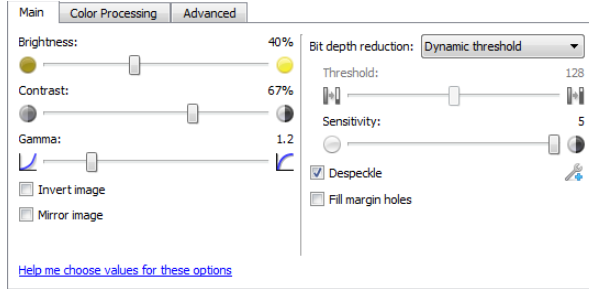 Main Color Processing Advanced
Brightness: 40%
Contrast: 67%
Gamma: 1.2
Invert image
Mirror image
Help me choose values for these options
Bit depth reduction: Dynamic threshold
Threshold: 128
Sensitivity: 5
Despeckle
Fill margin holes